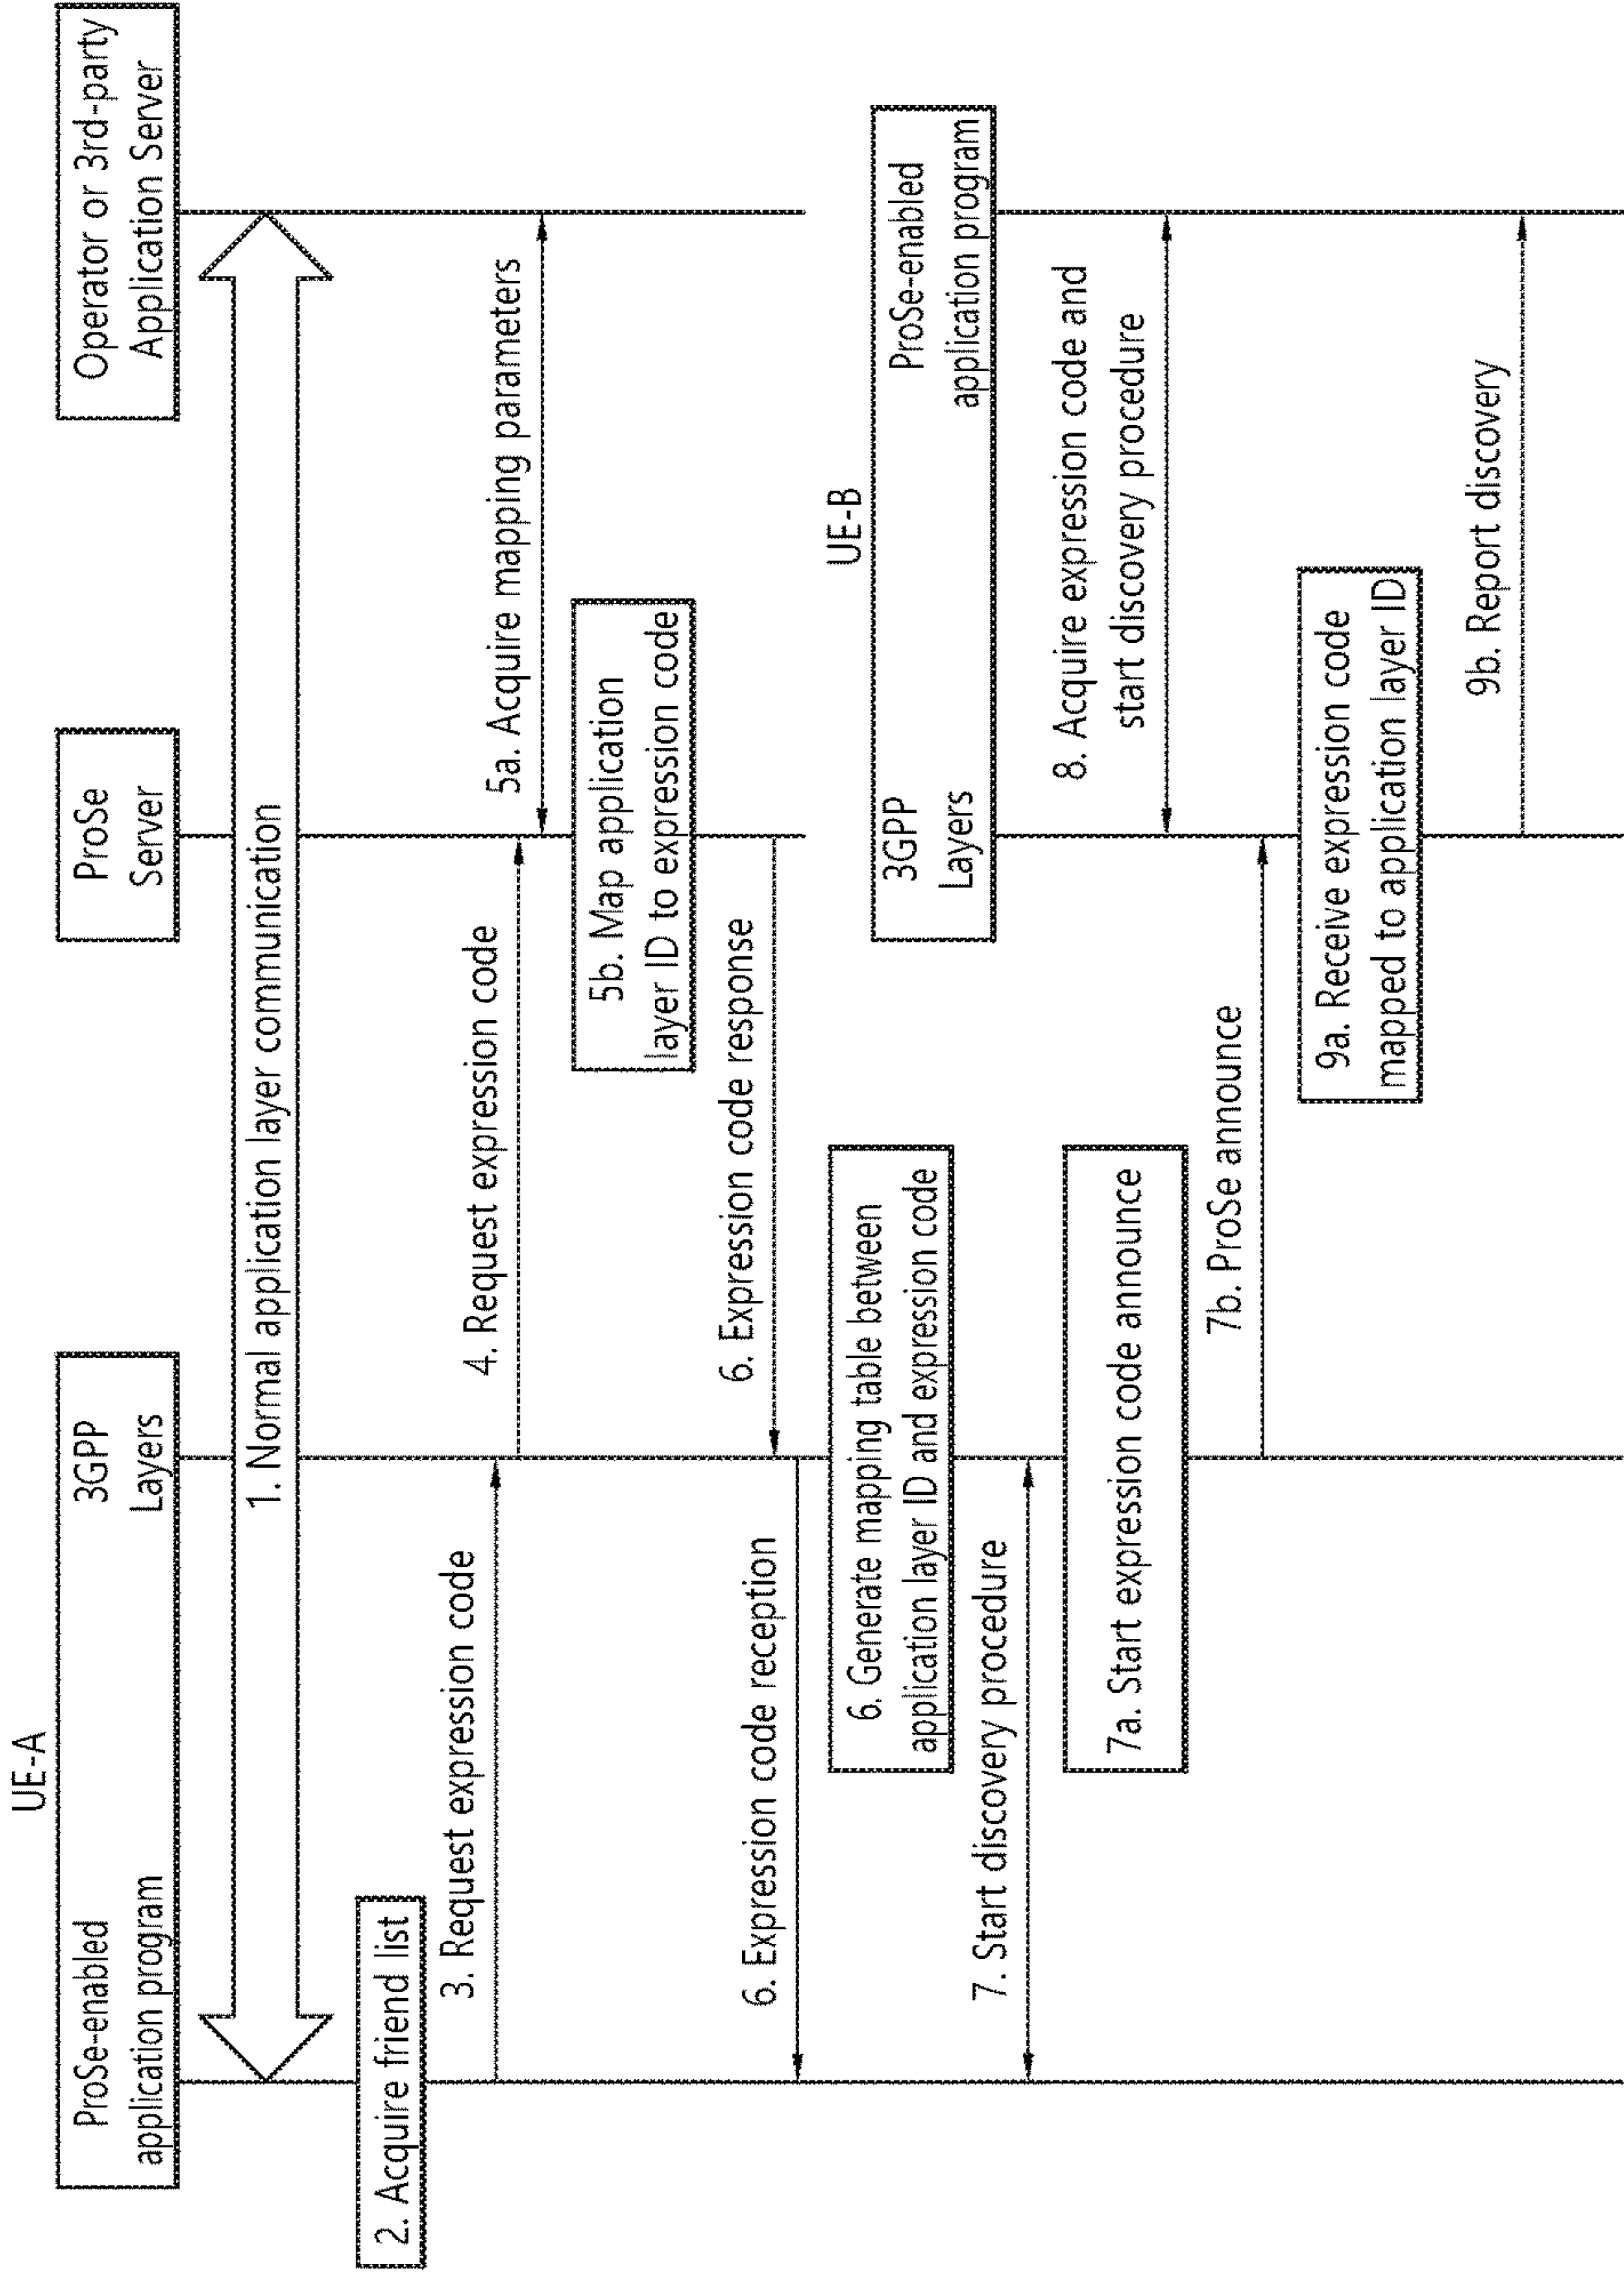 UE-A
ProSe-enabled
application program
3GPP
Layers
ProSe
Server
Operator or 3rd-party
Application Server
1. Normal application layer communication
2. Acquire friend list
3. Request expression code
4. Request expression code
5a. Acquire mapping parameters
5b. Map application
layer ID to expression code
6. Expression code response
6. Expression code reception
6. Generate mapping table between
application layer ID and expression code
UE-B
3GPP
Layers
ProSe-enabled
application program
7. Start discovery procedure
7a. Start expression code announce
8. Acquire expression code and
start discovery procedure
7b. ProSe announce
9a. Receive expression code
mapped to application layer ID
9b. Report discovery